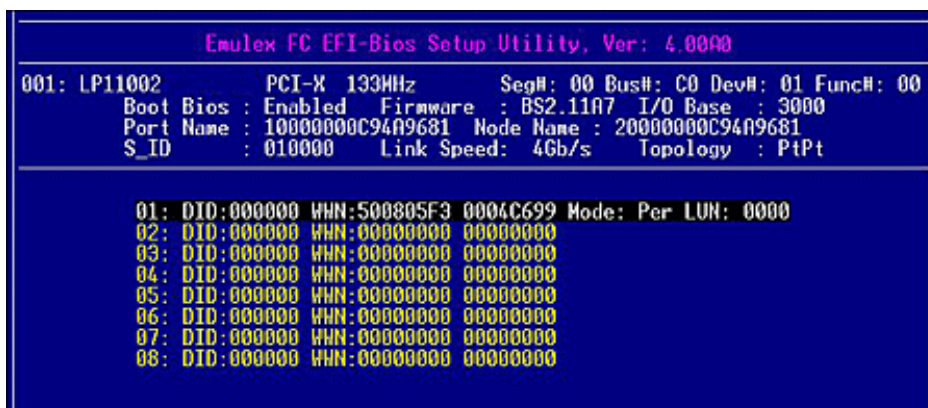 Emulex FC EFI-Bios Setup Utility, Ver: 4.00A0
001: LP11002 PCI-X 133MHz Seg#: 00 Bus#: C0 Dev#: 01 Func#: 00
Boot Bios : Enabled Firmware : BS2.11A7 I/O Base : 3000
Port Name : 10000000C94A9681 Node Name : 20000000C94A9681
S_ID : 010000 Link Speed: 4Gb/s Topology : PtPt
01: DID:000000 WWN:500805F3 0004C699 Mode: Per LUN: 0000
02: DID:000000 WWN:00000000 00000000
03: DID:000000 WWN:00000000 00000000
04: DID:000000 WWN:00000000 00000000
05: DID:000000 WWN:00000000 00000000
06: DID:000000 WWN:00000000 00000000
07: DID:000000 WWN:00000000 00000000
08: DID:000000 WWN:00000000 00000000